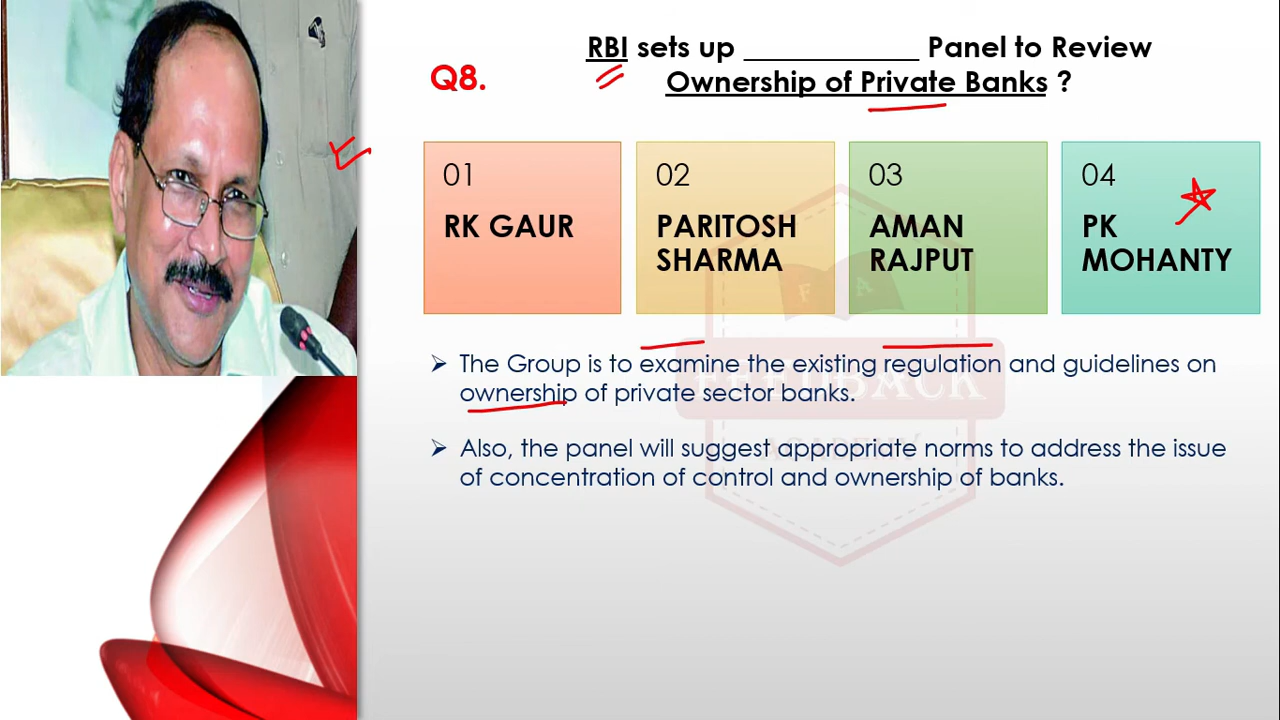 RBI sets up ____________ Panel to Review
Q8.
Ownership of Private Banks ?
01
RK GAUR
02
PARITOSH
SHARMA
03
AMAN
RAJPUT
04
PK
MOHANTY
F A
FEEDBACK
ACADEMY
➢ The Group is to examine the existing regulation and guidelines on
ownership of private sector banks.
➢ Also, the panel will suggest appropriate norms to address the issue
of concentration of control and ownership of banks.